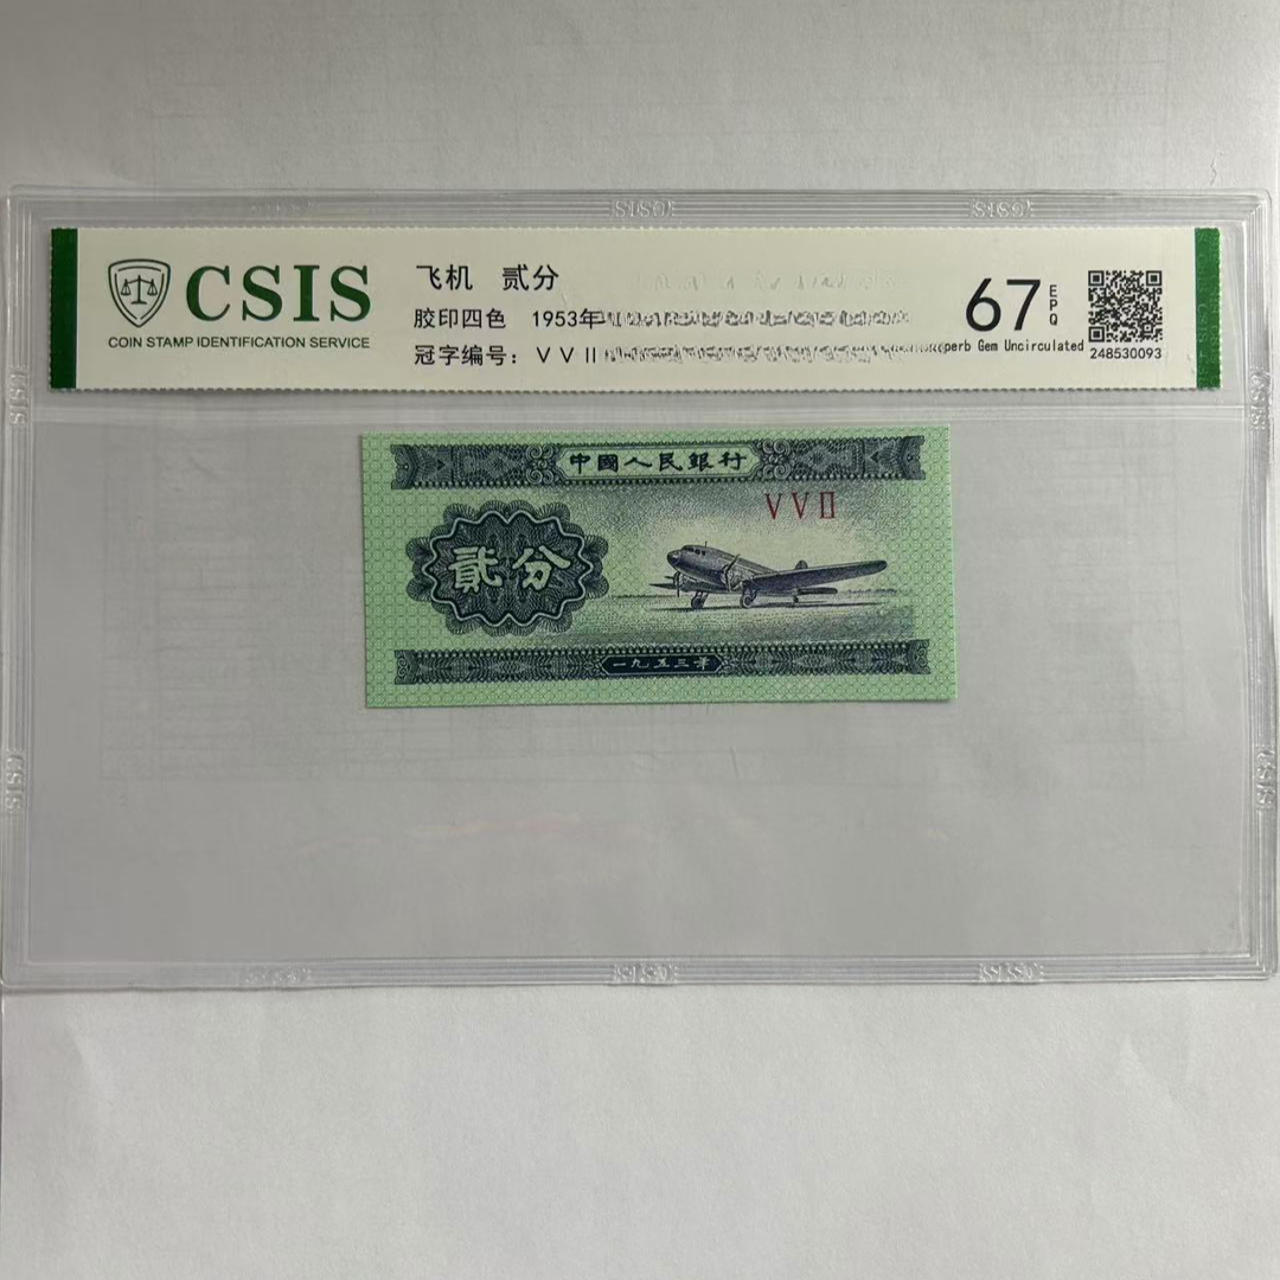 CSIS
COIN STAMP IDENTIFICATION SERVICE
飞机 贰分
胶印四色 1953年
冠字编号：ⅤⅤⅡ
67 EPQ
Gem Uncirculated
248530093
中國人民銀行
ⅤⅤⅡ
貳分
一九五三年